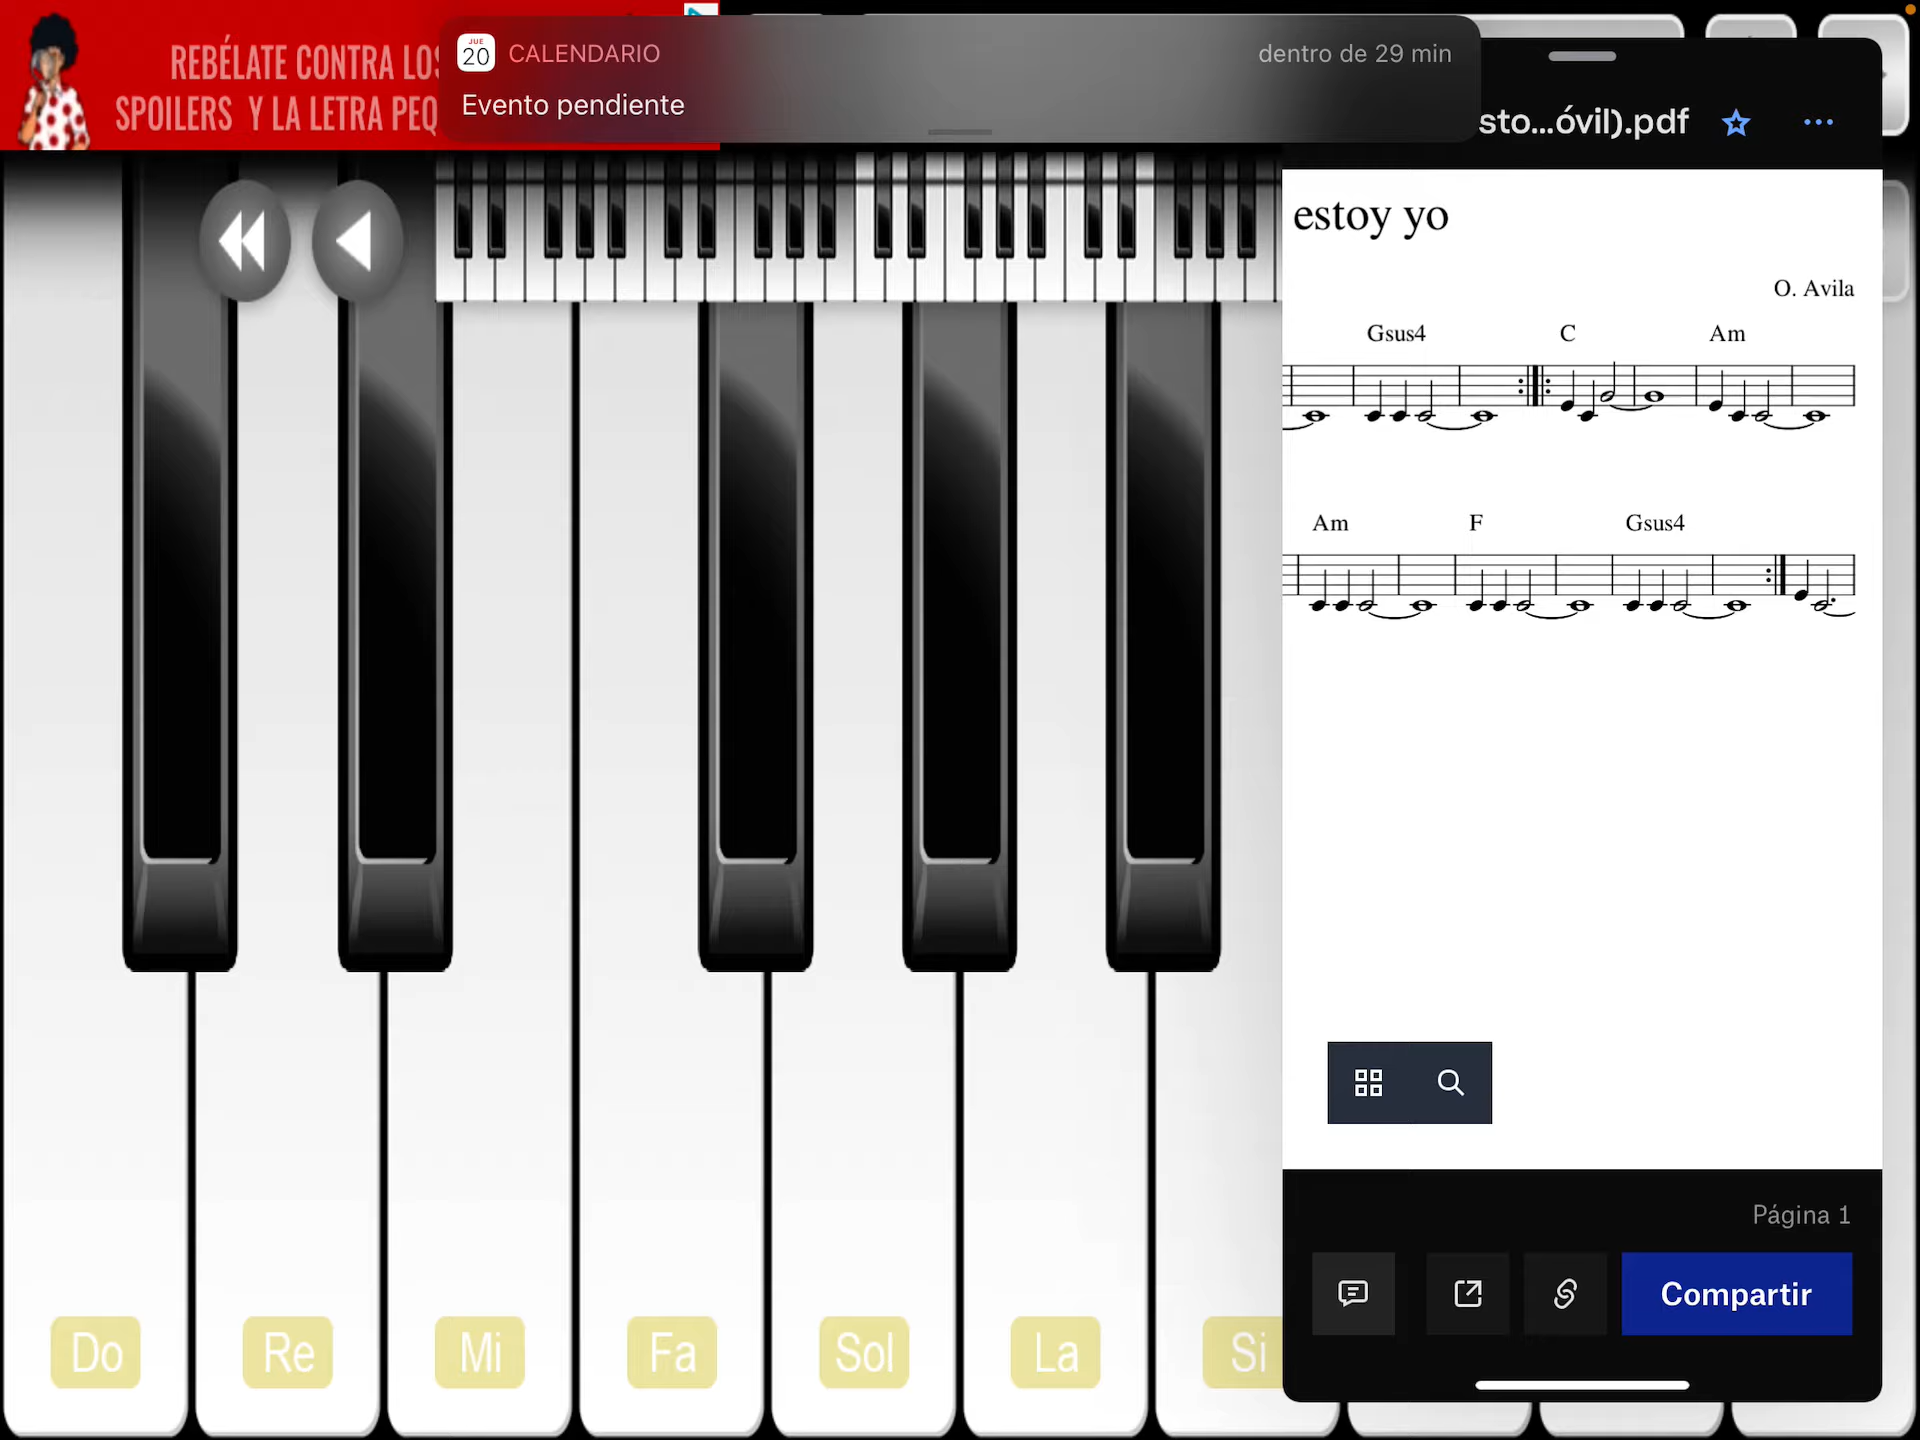 REBÉLATE CONTRA LOS
SPOILERS Y LA LETRA PEQ
JUE
20
CALENDARIO
dentro de 29 min
Evento pendiente
sto...óvil).pdf
estoy yo
O. Avila
Gsus4 C Am
Am F Gsus4
Página 1
Compartir
Do Re Mi Fa Sol La Si